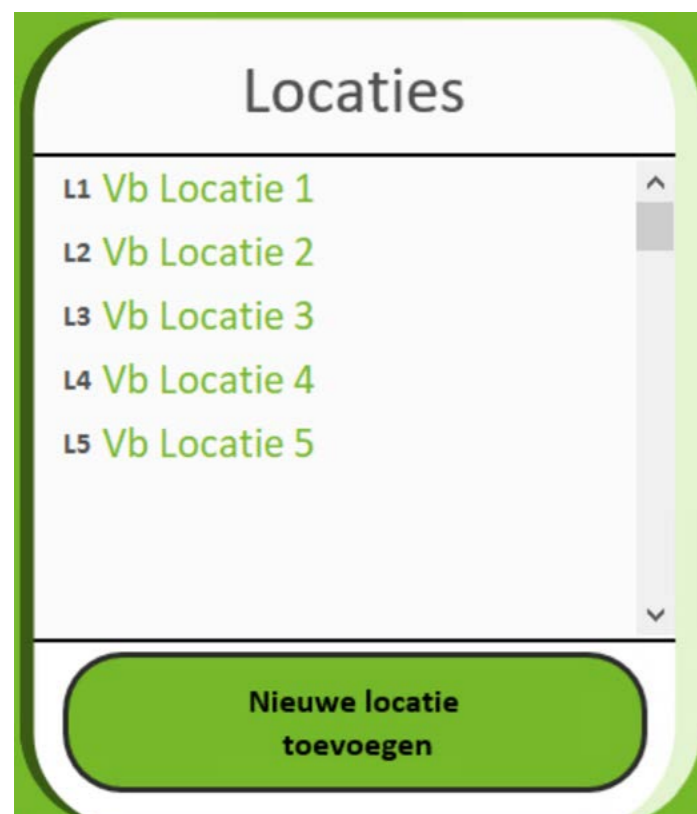 Locaties
L1 Vb Locatie 1
L2 Vb Locatie 2
L3 Vb Locatie 3
L4 Vb Locatie 4
L5 Vb Locatie 5
Nieuwe locatie
toevoegen